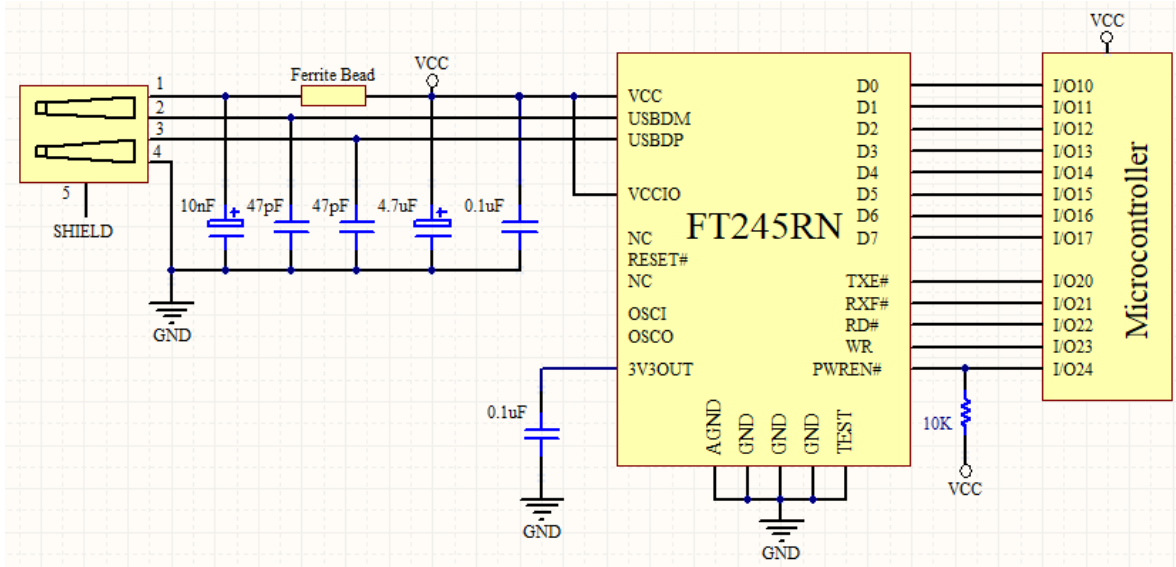 VCC
VCC
Ferrite Bead
1
2
3
4
5
SHIELD
10nF
47pF
47pF
4.7uF
0.1uF
GND
VCC
USBDM
USBDP
VCCIO
NC
RESET#
NC
OSCI
OSCO
3V3OUT
FT245RN
D0
D1
D2
D3
D4
D5
D6
D7
TXE#
RXF#
RD#
WR
PWREN#
AGND
GND
GND
GND
TEST
GND
0.1uF
GND
I/O10
I/O11
I/O12
I/O13
I/O14
I/O15
I/O16
I/O17
I/O20
I/O21
I/O22
I/O23
I/O24
Microcontroller
10K
VCC